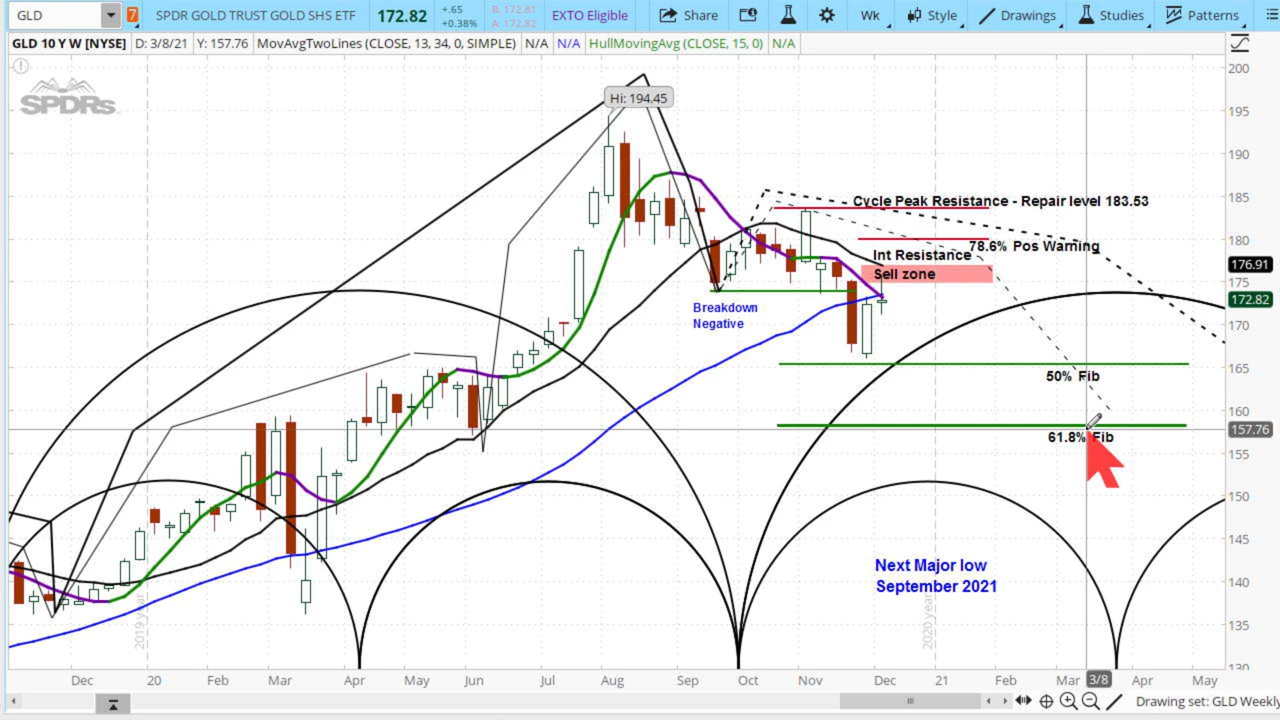 GLD 7 SPDR GOLD TRUST GOLD SHS ETF 172.82 +.65 +0.38% B: 172.81 A: 172.82 EXTO Eligible Share Wk Style Drawings Studies Patterns
GLD 10 Y W [NYSE] D: 3/8/21 Y: 157.76 MovAvgTwoLines (CLOSE, 13, 34, 0, SIMPLE) N/A N/A HullMovingAvg (CLOSE, 15, 0) N/A
SPDRs
Hi: 194.45
Cycle Peak Resistance - Repair level 183.53
78.6% Pos Warning
Int Resistance
Sell zone
Breakdown
Negative
50% Fib
61.8% Fib
Next Major low
September 2021
2019 year
2020 year
200
195
190
185
180
176.91
175
172.82
170
165
160
157.76
155
150
145
140
135
130
Dec 20 Feb Mar Apr May Jun Jul Aug Sep Oct Nov Dec 21 Feb Mar 3/8 Apr May
Drawing set: GLD Weekly